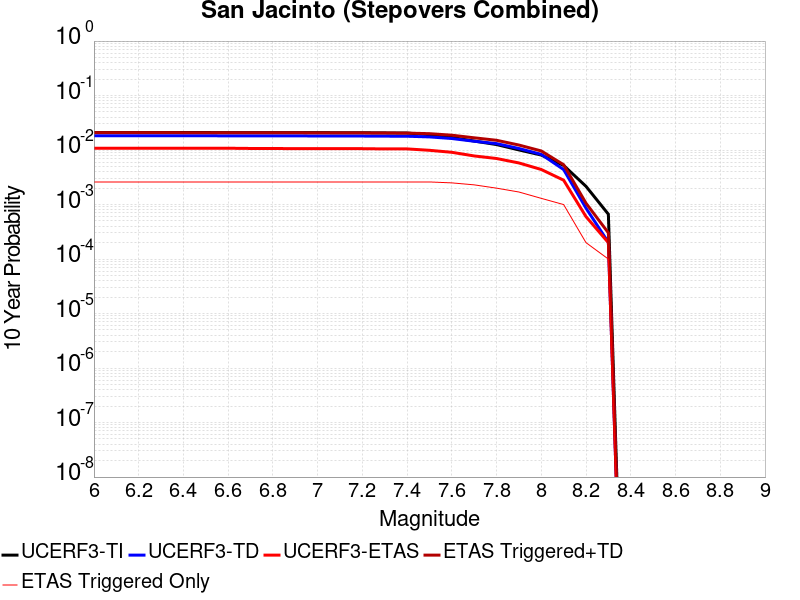 San Jacinto (Stepovers Combined)
10^0
10^-1
10^-2
10^-3
10^-4
10^-5
10^-6
10^-7
10^-8
10 Year Probability
6 6.2 6.4 6.6 6.8 7 7.2 7.4 7.6 7.8 8 8.2 8.4 8.6 8.8 9
Magnitude
UCERF3-TI UCERF3-TD UCERF3-ETAS ETAS Triggered+TD
ETAS Triggered Only